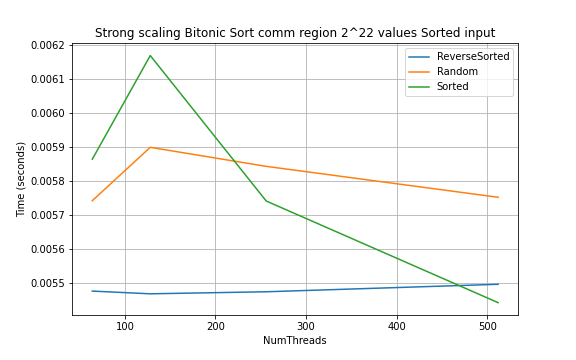 Strong scaling Bitonic Sort comm region 2^22 values Sorted input
ReverseSorted
Random
Sorted
Time (seconds)
0.0062
0.0061
0.0060
0.0059
0.0058
0.0057
0.0056
0.0055
100 200 300 400 500
NumThreads